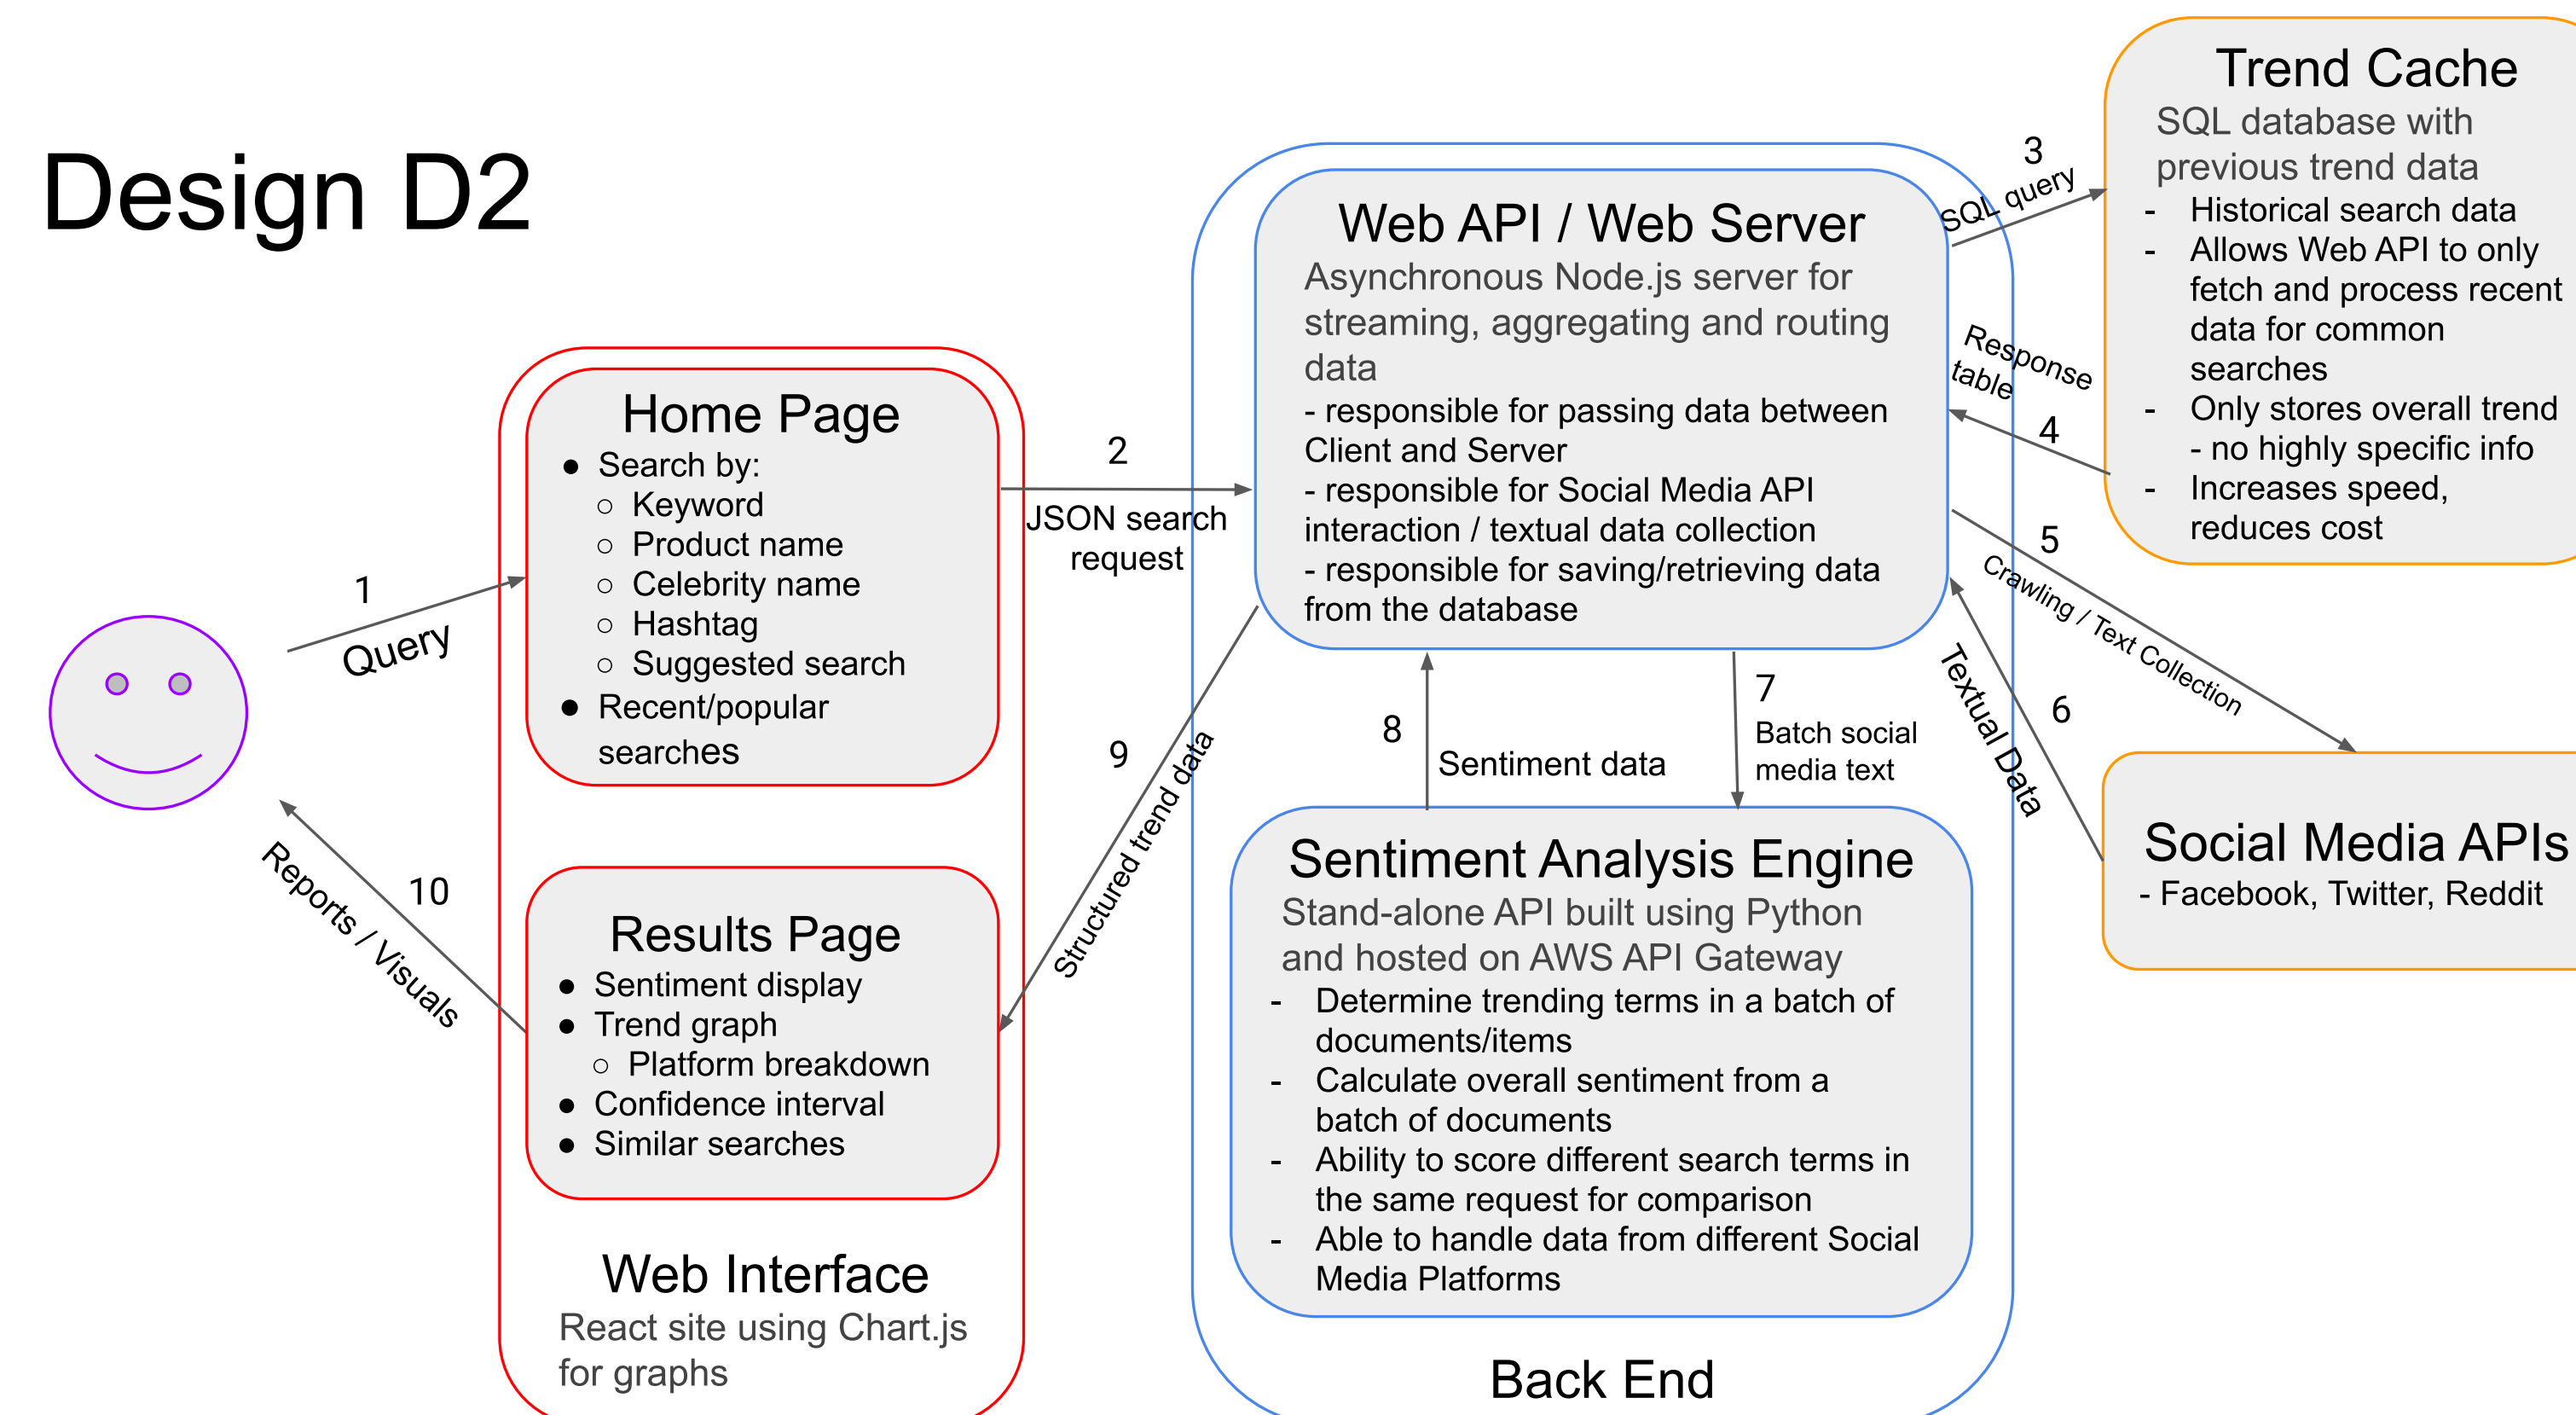 Design D2
1
Query
10
Reports / Visuals
Home Page
● Search by:
○ Keyword
○ Product name
○ Celebrity name
○ Hashtag
○ Suggested search
● Recent/popular
searches
Results Page
● Sentiment display
● Trend graph
○ Platform breakdown
● Confidence interval
● Similar searches
Web Interface
React site using Chart.js
for graphs
2
JSON search
request
9
Structured trend data
Web API / Web Server
Asynchronous Node.js server for
streaming, aggregating and routing
data
- responsible for passing data between
Client and Server
- responsible for Social Media API
interaction / textual data collection
- responsible for saving/retrieving data
from the database
8
Sentiment data
7
Batch social
media text
Sentiment Analysis Engine
Stand-alone API built using Python
and hosted on AWS API Gateway
- Determine trending terms in a batch of
documents/items
- Calculate overall sentiment from a
batch of documents
- Ability to score different search terms in
the same request for comparison
- Able to handle data from different Social
Media Platforms
Back End
3
SQL query
Response
table
4
5
Crawling / Text Collection
6
Textual Data
Trend Cache
SQL database with
previous trend data
- Historical search data
- Allows Web API to only
fetch and process recent
data for common
searches
- Only stores overall trend
- no highly specific info
- Increases speed,
reduces cost
Social Media APIs
- Facebook, Twitter, Reddit